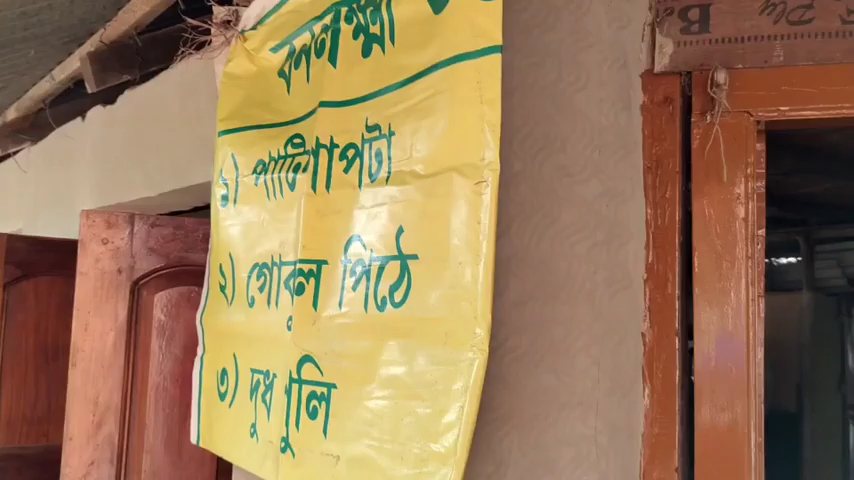 বনলক্ষ্মী
১) পাটিসাপটা
২) গোকুল পিঠে
৩) দুধ পুলি